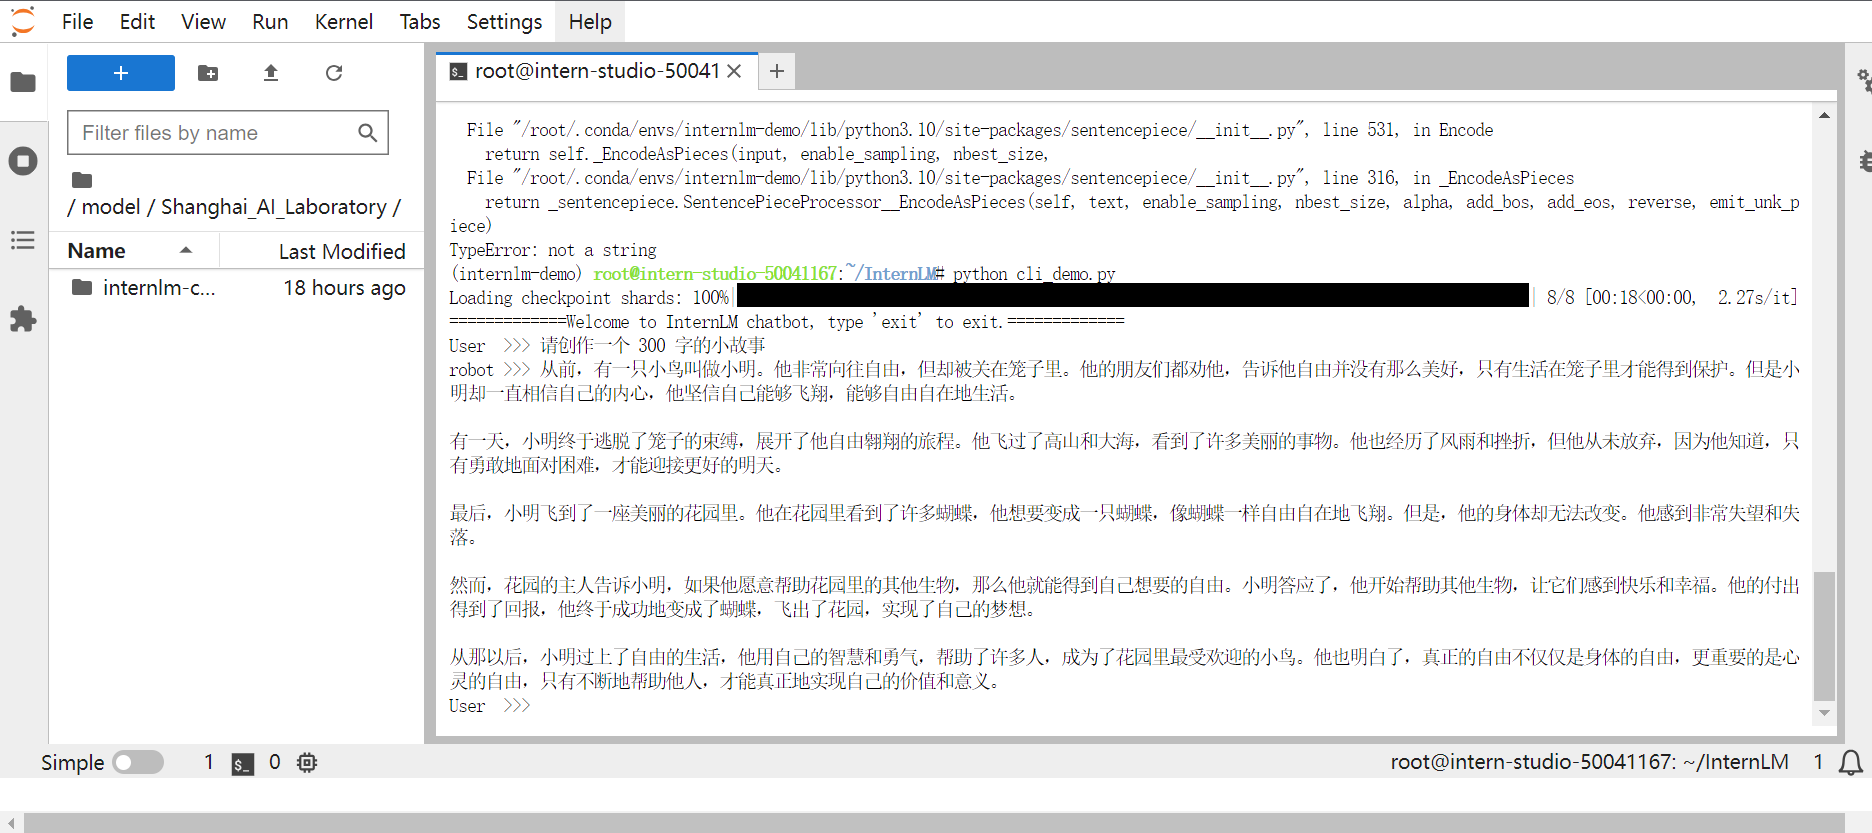 File Edit View Run Kernel Tabs Settings Help
Filter files by name
/ model / Shanghai_AI_Laboratory /
Name Last Modified
internlm-c... 18 hours ago
root@intern-studio-50041
File "/root/.conda/envs/internlm-demo/lib/python3.10/site-packages/sentencepiece/__init__.py", line 531, in Encode
return self._EncodeAsPieces(input, enable_sampling, nbest_size,
File "/root/.conda/envs/internlm-demo/lib/python3.10/site-packages/sentencepiece/__init__.py", line 316, in _EncodeAsPieces
return _sentencepiece.SentencePieceProcessor__EncodeAsPieces(self, text, enable_sampling, nbest_size, alpha, add_bos, add_eos, reverse, emit_unk_p
iece)
TypeError: not a string
(internlm-demo) root@intern-studio-50041167:~/InternLM# python cli_demo.py
Loading checkpoint shards: 100%| | 8/8 [00:18<00:00, 2.27s/it]
=============Welcome to InternLM chatbot, type 'exit' to exit.=============
User >>> 请创作一个 300 字的小故事
robot >>> 从前，有一只小鸟叫做小明。他非常向往自由，但却被关在笼子里。他的朋友们都劝他，告诉他自由并没有那么美好，只有生活在笼子里才能得到保护。但是小
明却一直相信自己的内心，他坚信自己能够飞翔，能够自由自在地生活。
有一天，小明终于逃脱了笼子的束缚，展开了他自由翱翔的旅程。他飞过了高山和大海，看到了许多美丽的事物。他也经历了风雨和挫折，但他从未放弃，因为他知道，只
有勇敢地面对困难，才能迎接更好的明天。
最后，小明飞到了一座美丽的花园里。他在花园里看到了许多蝴蝶，他想要变成一只蝴蝶，像蝴蝶一样自由自在地飞翔。但是，他的身体却无法改变。他感到非常失望和失
落。
然而，花园的主人告诉小明，如果他愿意帮助花园里的其他生物，那么他就能得到自己想要的自由。小明答应了，他开始帮助其他生物，让它们感到快乐和幸福。他的付出
得到了回报，他终于成功地变成了蝴蝶，飞出了花园，实现了自己的梦想。
从那以后，小明过上了自由的生活，他用自己的智慧和勇气，帮助了许多人，成为了花园里最受欢迎的小鸟。他也明白了，真正的自由不仅仅是身体的自由，更重要的是心
灵的自由，只有不断地帮助他人，才能真正地实现自己的价值和意义。
User >>>
Simple 1 $_ 0 root@intern-studio-50041167: ~/InternLM 1